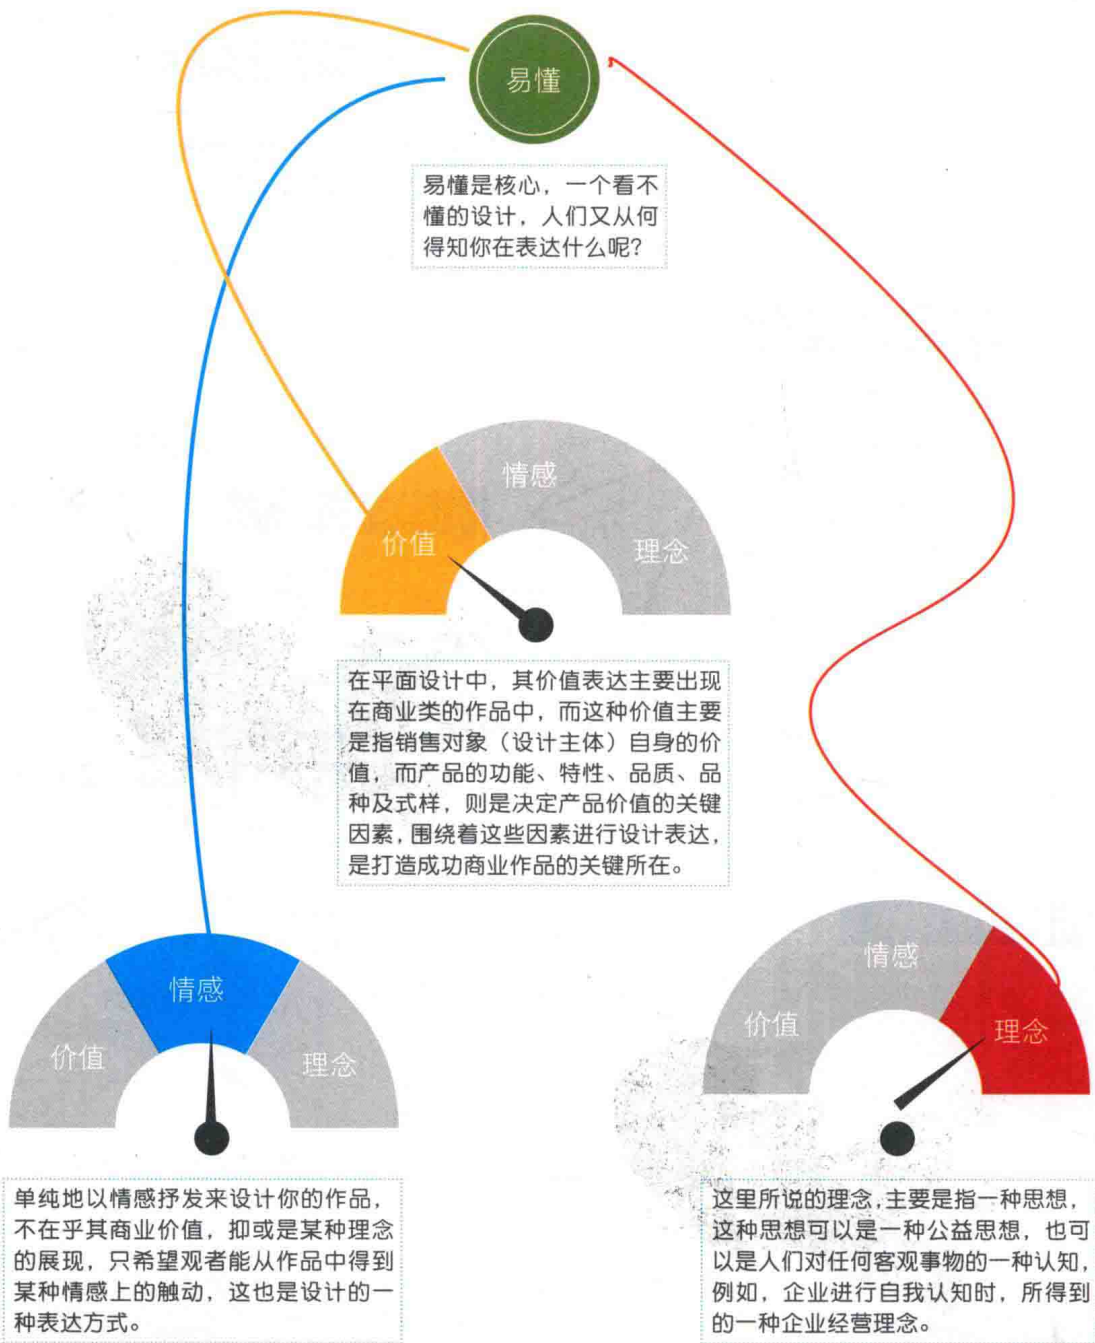 易懂
易懂是核心，一个看不
懂的设计，人们又从何
得知你在表达什么呢？
情感
价值
理念
在平面设计中，其价值表达主要出现
在商业类的作品中，而这种价值主要
是指销售对象（设计主体）自身的价
值，而产品的功能、特性、品质、品
种及式样，则是决定产品价值的关键
因素，围绕着这些因素进行设计表达，
是打造成功商业作品的关键所在。
情感
价值
理念
单纯地以情感抒发来设计你的作品，
不在乎其商业价值，抑或是某种理念
的展现，只希望观者能从作品中得到
某种情感上的触动，这也是设计的一
种表达方式。
情感
价值
理念
这里所说的理念，主要是指一种思想，
这种思想可以是一种公益思想，也可
以是人们对任何客观事物的一种认知，
例如，企业进行自我认知时，所得到
的一种企业经营理念。